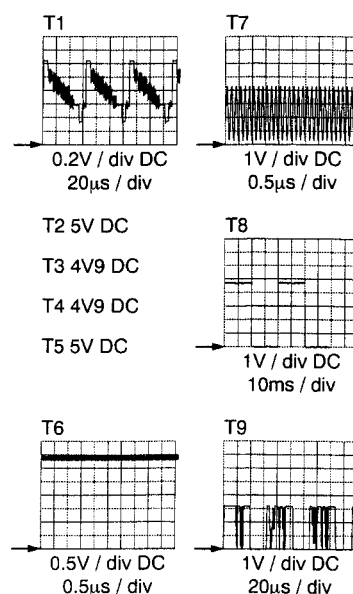 T1
0.2V / div DC
20µs / div
T7
1V / div DC
0.5µs / div
T2 5V DC
T3 4V9 DC
T4 4V9 DC
T5 5V DC
T8
1V / div DC
10ms / div
T6
0.5V / div DC
0.5µs / div
T9
1V / div DC
20µs / div